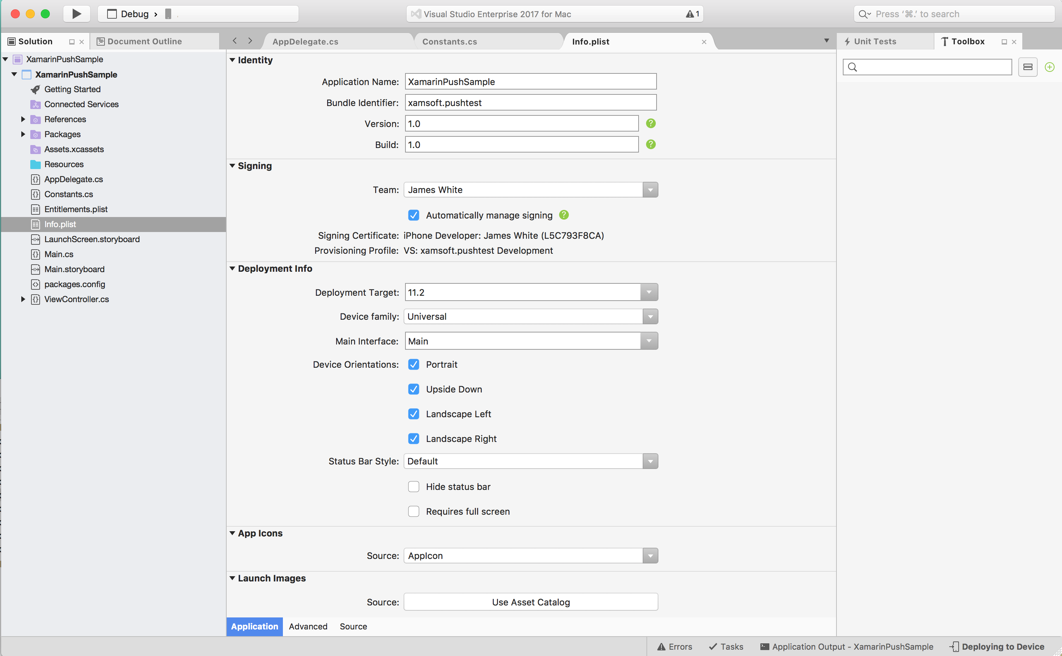 Debug ›
Visual Studio Enterprise 2017 for Mac
1
Press '⌘.' to search
Solution
Document Outline
AppDelegate.cs
Constants.cs
Info.plist
Unit Tests
Toolbox
XamarinPushSample
XamarinPushSample
Getting Started
Connected Services
References
Packages
Assets.xcassets
Resources
AppDelegate.cs
Constants.cs
Entitlements.plist
Info.plist
LaunchScreen.storyboard
Main.cs
Main.storyboard
packages.config
ViewController.cs
Identity
Application Name: XamarinPushSample
Bundle Identifier: xamsoft.pushtest
Version: 1.0 ?
Build: 1.0 ?
Signing
Team: James White
Automatically manage signing ?
Signing Certificate: iPhone Developer: James White (L5C793F8CA)
Provisioning Profile: VS: xamsoft.pushtest Development
Deployment Info
Deployment Target: 11.2
Device family: Universal
Main Interface: Main
Device Orientations: Portrait
Upside Down
Landscape Left
Landscape Right
Status Bar Style: Default
Hide status bar
Requires full screen
App Icons
Source: AppIcon
Launch Images
Source: Use Asset Catalog
Application Advanced Source
Errors Tasks Application Output - XamarinPushSample Deploying to Device